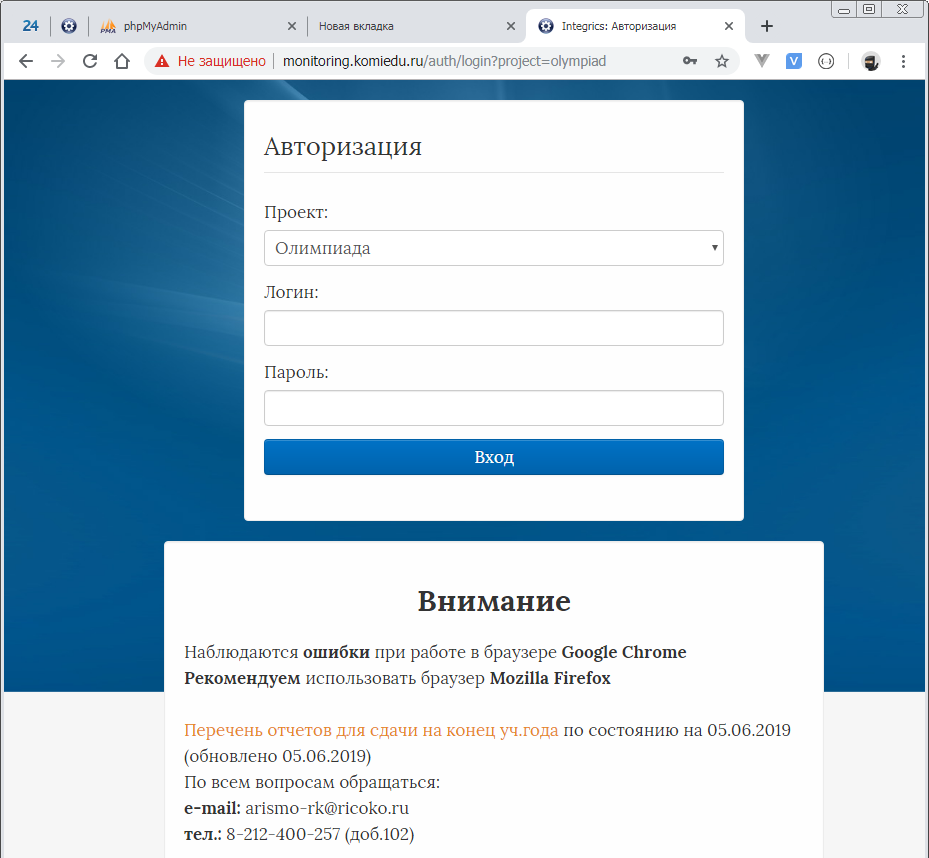 24
PMA
phpMyAdmin
Новая вкладка
Integrics: Авторизация
Не защищено
monitoring.komiedu.ru/auth/login?project=olympiad
V
Авторизация
Проект:
Олимпиада
Логин:
Пароль:
Вход
Внимание
Наблюдаются ошибки при работе в браузере Google Chrome
Рекомендуем использовать браузер Mozilla Firefox
Перечень отчетов для сдачи на конец уч.года по состоянию на 05.06.2019
(обновлено 05.06.2019)
По всем вопросам обращаться:
e-mail: arismo-rk@ricoko.ru
тел.: 8-212-400-257 (доб.102)